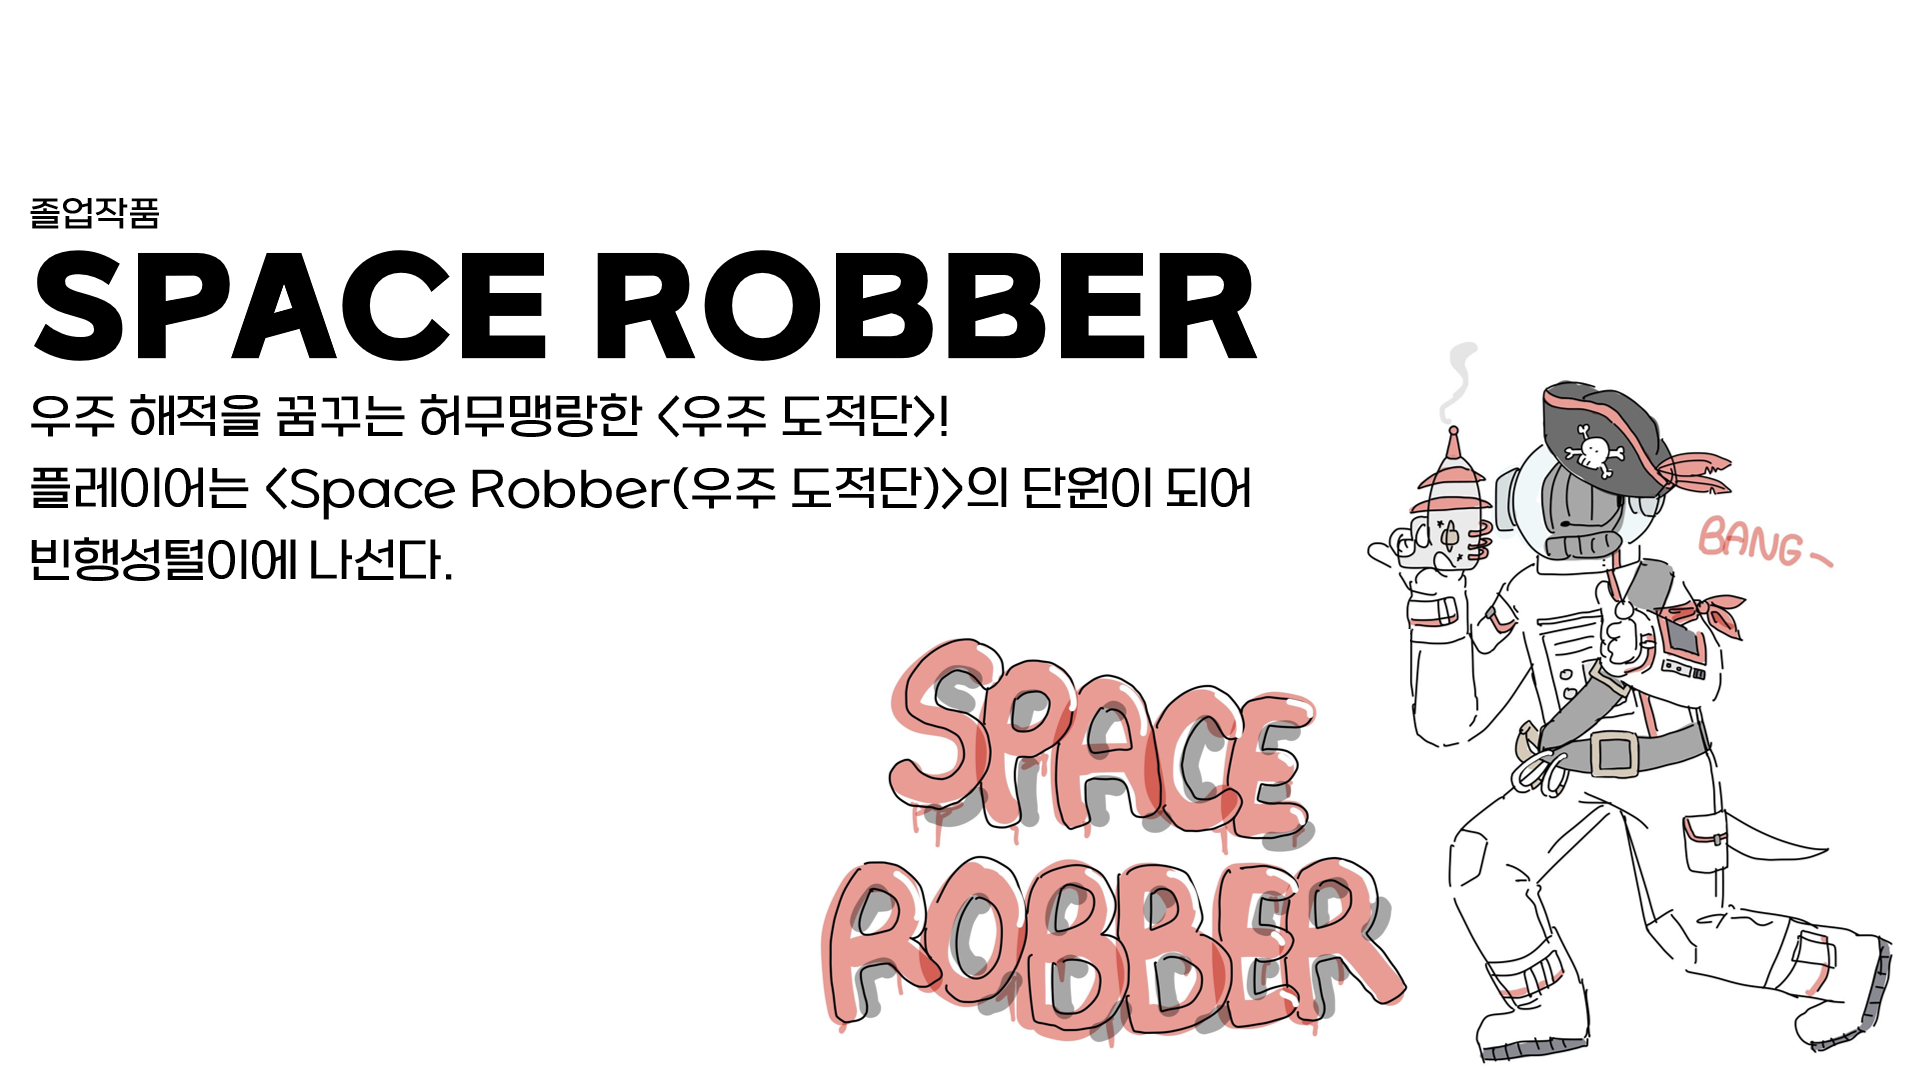 졸업작품
SPACE ROBBER
우주 해적을 꿈꾸는 허무맹랑한 <우주 도적단>!
플레이어는 <Space Robber(우주 도적단)>의 단원이 되어
빈행성털이에 나선다.
BANG~
SPACE
ROBBER